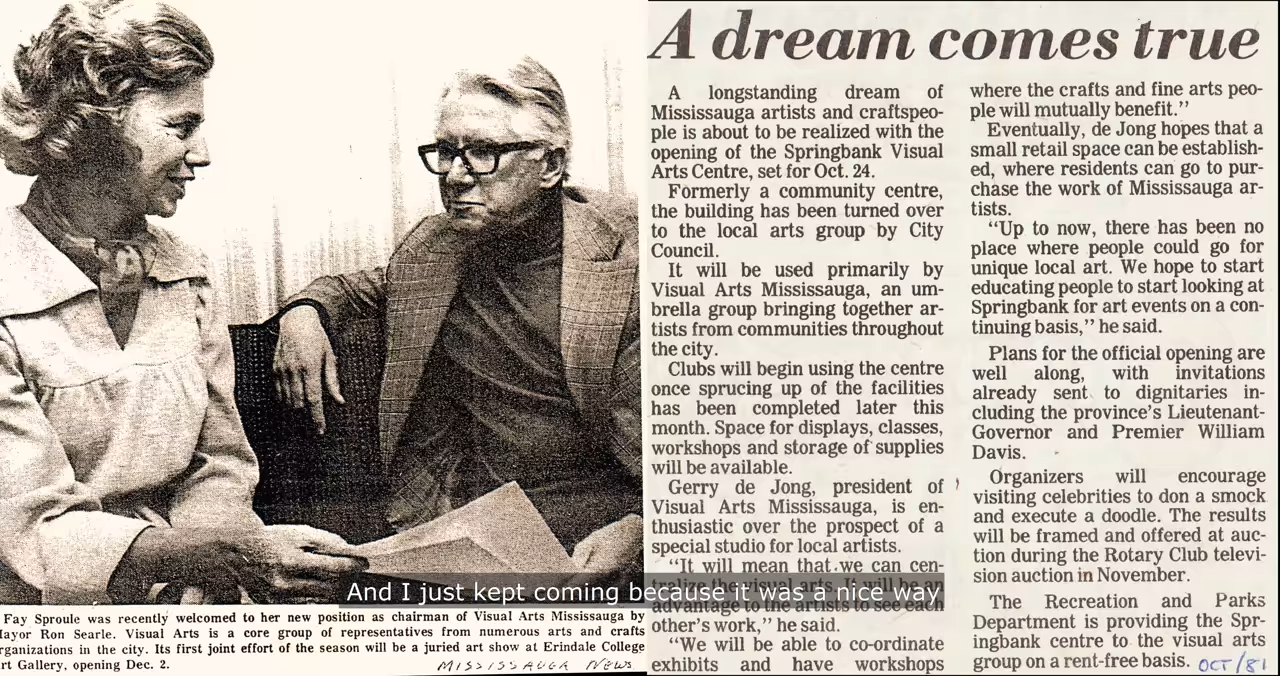 A dream comes true
A longstanding dream of
Mississauga artists and craftspeo-
ple is about to be realized with the
opening of the Springbank Visual
Arts Centre, set for Oct. 24.
Formerly a community centre,
the building has been turned over
to the local arts group by City
Council.
It will be used primarily by
Visual Arts Mississauga, an um-
brella group bringing together ar-
tists from communities throughout
the city.
Clubs will begin using the centre
once sprucing up of the facilities
has been completed later this
month. Space for displays, classes,
workshops and storage of supplies
will be available.
Gerry de Jong, president of
Visual Arts Mississauga, is en-
thusiastic over the prospect of a
special studio for local artists.
"It will mean that we can cen-
tralize the visual arts. It will be an
advantage to the artists to see each
other's work," he said.
"We will be able to co-ordinate
exhibits and have workshops
where the crafts and fine arts peo-
ple will mutually benefit."
Eventually, de Jong hopes that a
small retail space can be establish-
ed, where residents can go to pur-
chase the work of Mississauga ar-
tists.
"Up to now, there has been no
place where people could go for
unique local art. We hope to start
educating people to start looking at
Springbank for art events on a con-
tinuing basis," he said.
Plans for the official opening are
well along, with invitations
already sent to dignitaries in-
cluding the province's Lieutenant-
Governor and Premier William
Davis.
Organizers will encourage
visiting celebrities to don a smock
and execute a doodle. The results
will be framed and offered at auc-
tion during the Rotary Club televi-
sion auction in November.
The Recreation and Parks
Department is providing the Spr-
ingbank centre to the visual arts
group on a rent-free basis.
OCT/81
And I just kept coming because it was a nice way
Fay Sproule was recently welcomed to her new position as chairman of Visual Arts Mississauga by
ayor Ron Searle. Visual Arts is a core group of representatives from numerous arts and crafts
rganizations in the city. Its first joint effort of the season will be a juried art show at Erindale College
rt Gallery, opening Dec. 2.
MISSISSAUGA NEWS